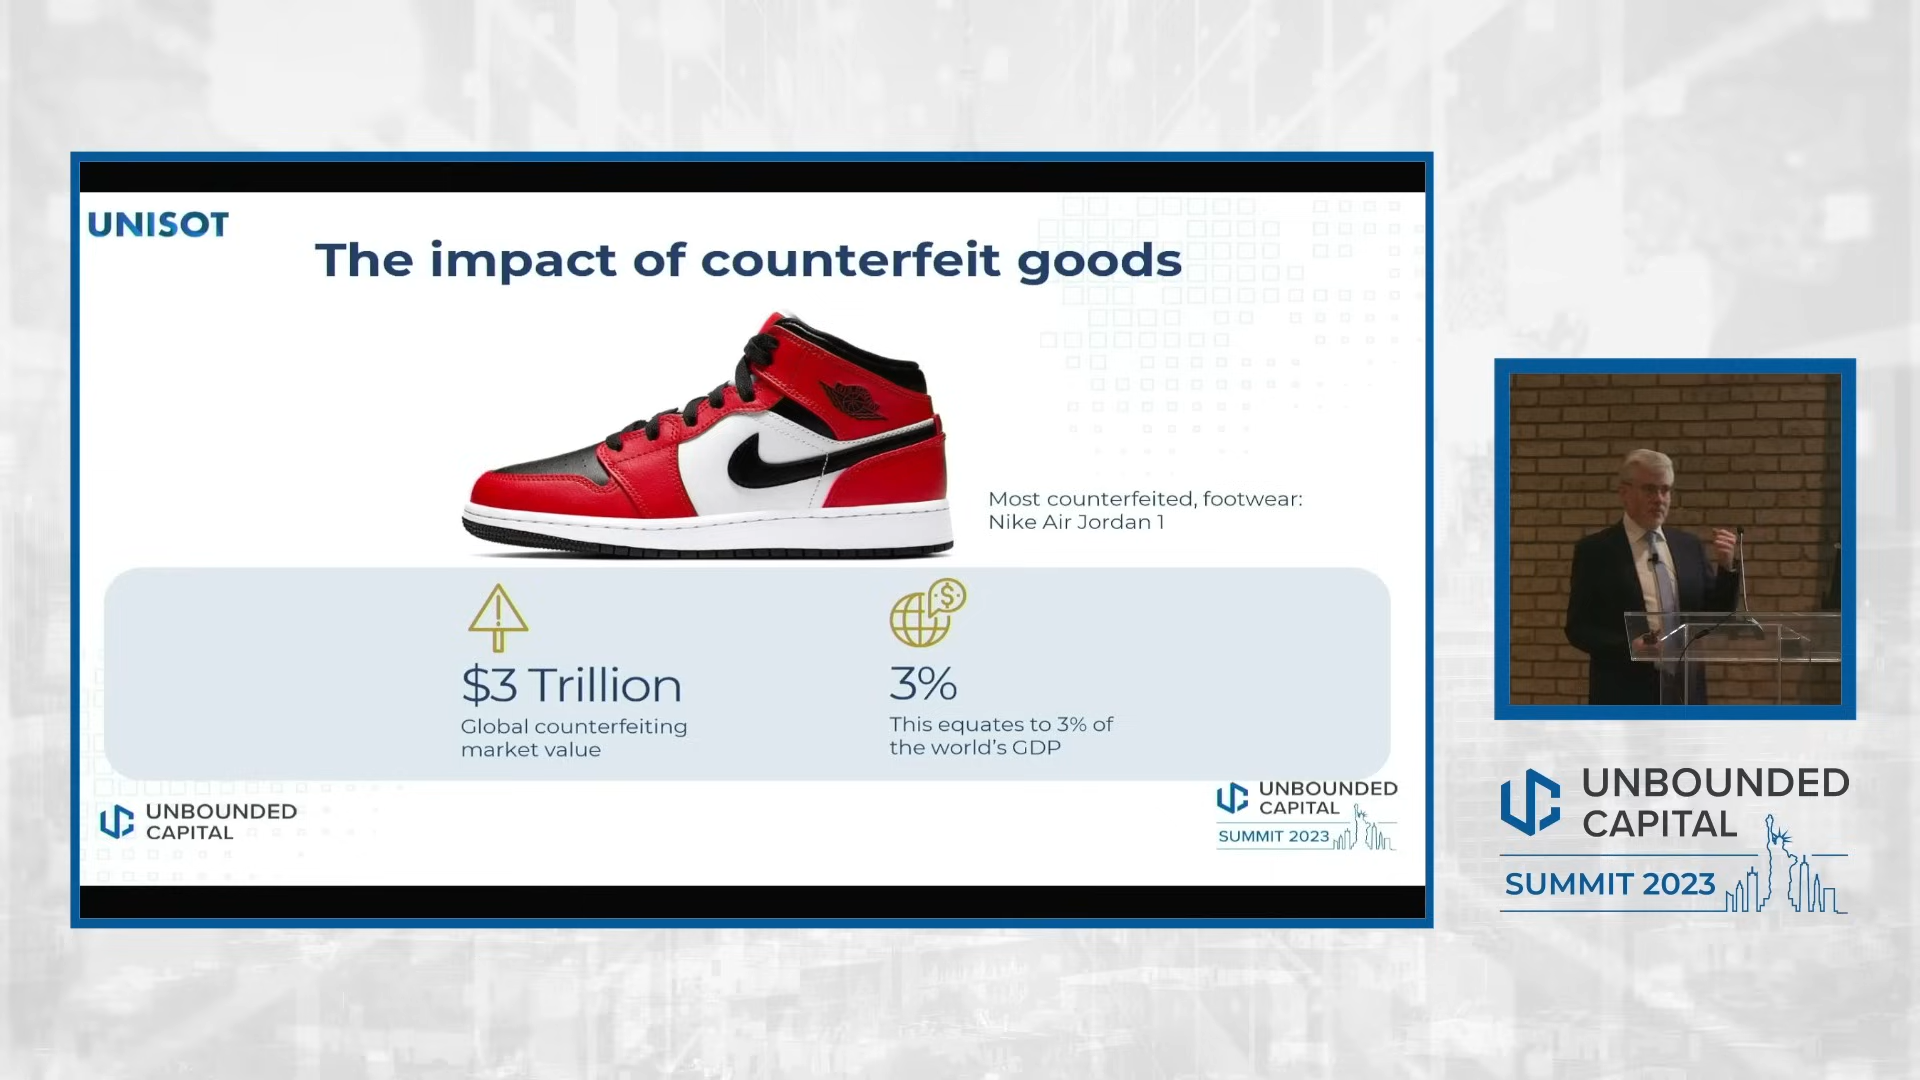 UNISOT
The impact of counterfeit goods
Most counterfeited, footwear:
Nike Air Jordan 1
$3 Trillion
Global counterfeiting
market value
$
3%
This equates to 3% of
the world's GDP
UNBOUNDED
CAPITAL
UNBOUNDED
CAPITAL
SUMMIT 2023
UNBOUNDED
CAPITAL
SUMMIT 2023